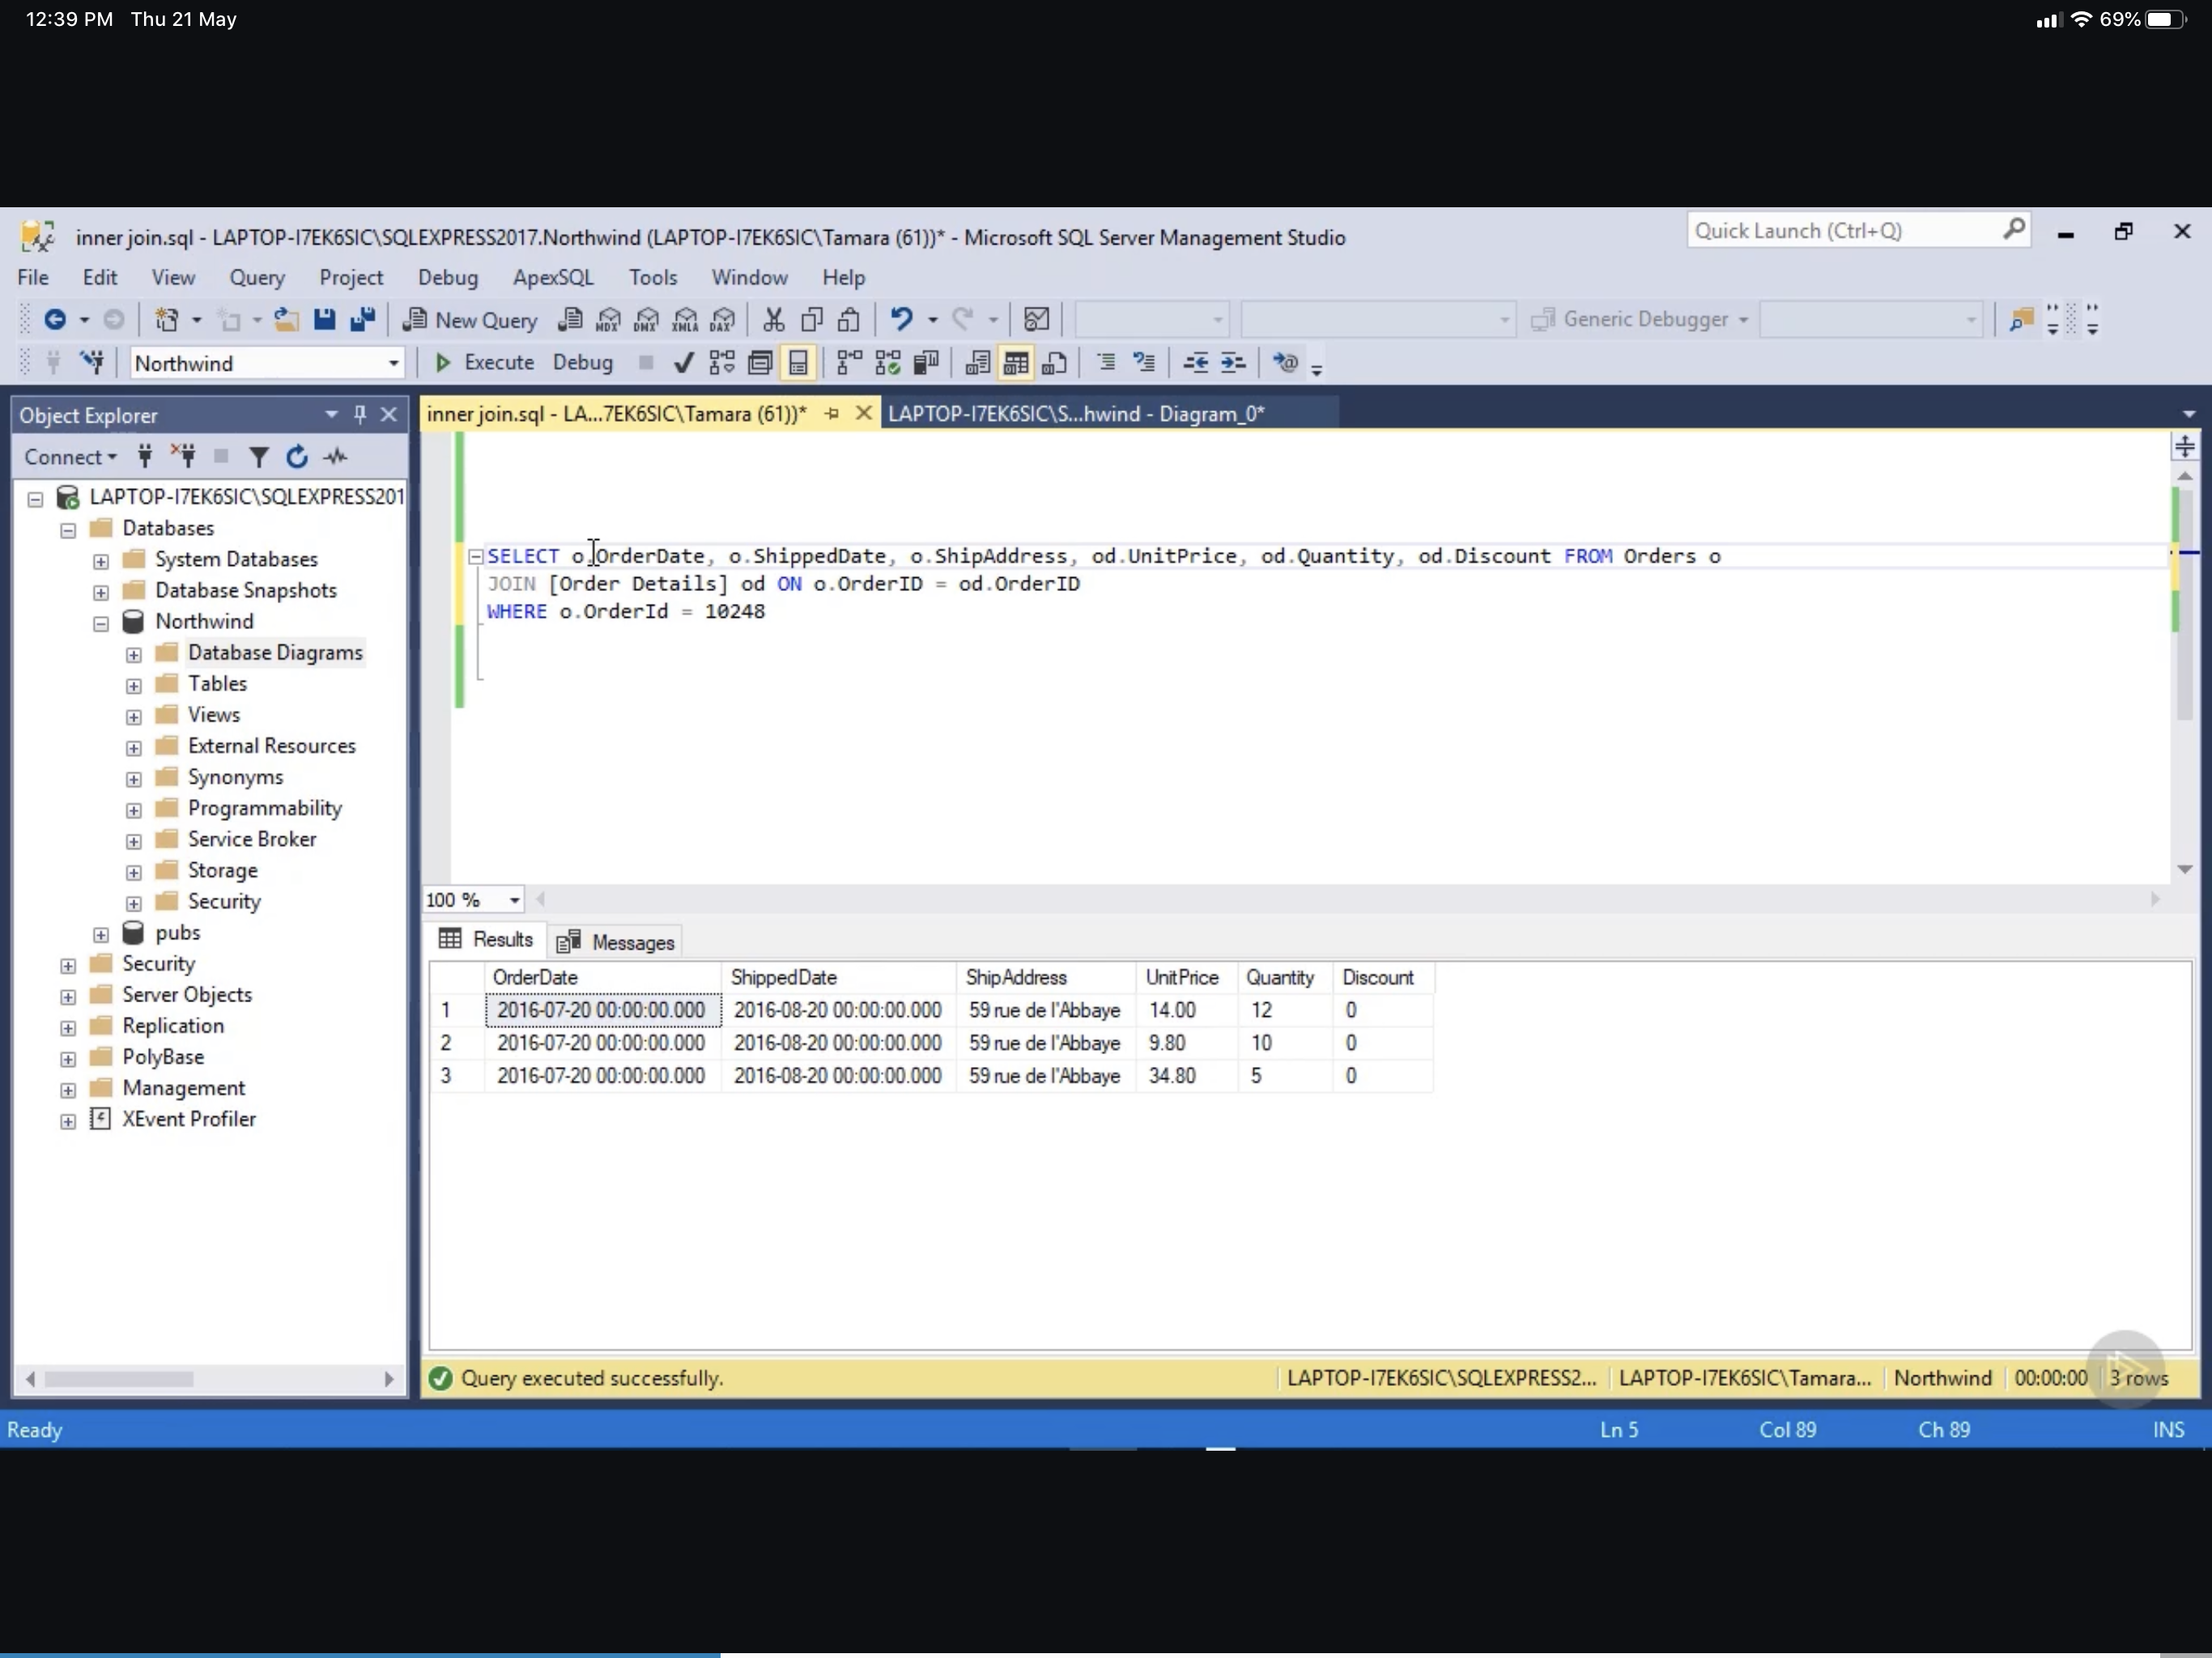 12:39 PM Thu 21 May
69%
inner join.sql - LAPTOP-I7EK6SIC\SQLEXPRESS2017.Northwind (LAPTOP-I7EK6SIC\Tamara (61))* - Microsoft SQL Server Management Studio
Quick Launch (Ctrl+Q)
File Edit View Query Project Debug ApexSQL Tools Window Help
New Query MDX DMX XMLA DAX Generic Debugger
Northwind Execute Debug
Object Explorer
inner join.sql - LA...7EK6SIC\Tamara (61))* LAPTOP-I7EK6SIC\S...hwind - Diagram_0*
Connect
LAPTOP-I7EK6SIC\SQLEXPRESS201
Databases
System Databases
Database Snapshots
Northwind
Database Diagrams
Tables
Views
External Resources
Synonyms
Programmability
Service Broker
Storage
Security
pubs
Security
Server Objects
Replication
PolyBase
Management
XEvent Profiler
SELECT o.OrderDate, o.ShippedDate, o.ShipAddress, od.UnitPrice, od.Quantity, od.Discount FROM Orders o
JOIN [Order Details] od ON o.OrderID = od.OrderID
WHERE o.OrderId = 10248
100 %
Results Messages
OrderDate ShippedDate ShipAddress UnitPrice Quantity Discount
1 2016-07-20 00:00:00.000 2016-08-20 00:00:00.000 59 rue de l'Abbaye 14.00 12 0
2 2016-07-20 00:00:00.000 2016-08-20 00:00:00.000 59 rue de l'Abbaye 9.80 10 0
3 2016-07-20 00:00:00.000 2016-08-20 00:00:00.000 59 rue de l'Abbaye 34.80 5 0
Query executed successfully. LAPTOP-I7EK6SIC\SQLEXPRESS2... LAPTOP-I7EK6SIC\Tamara... Northwind 00:00:00 3 rows
Ready Ln 5 Col 89 Ch 89 INS